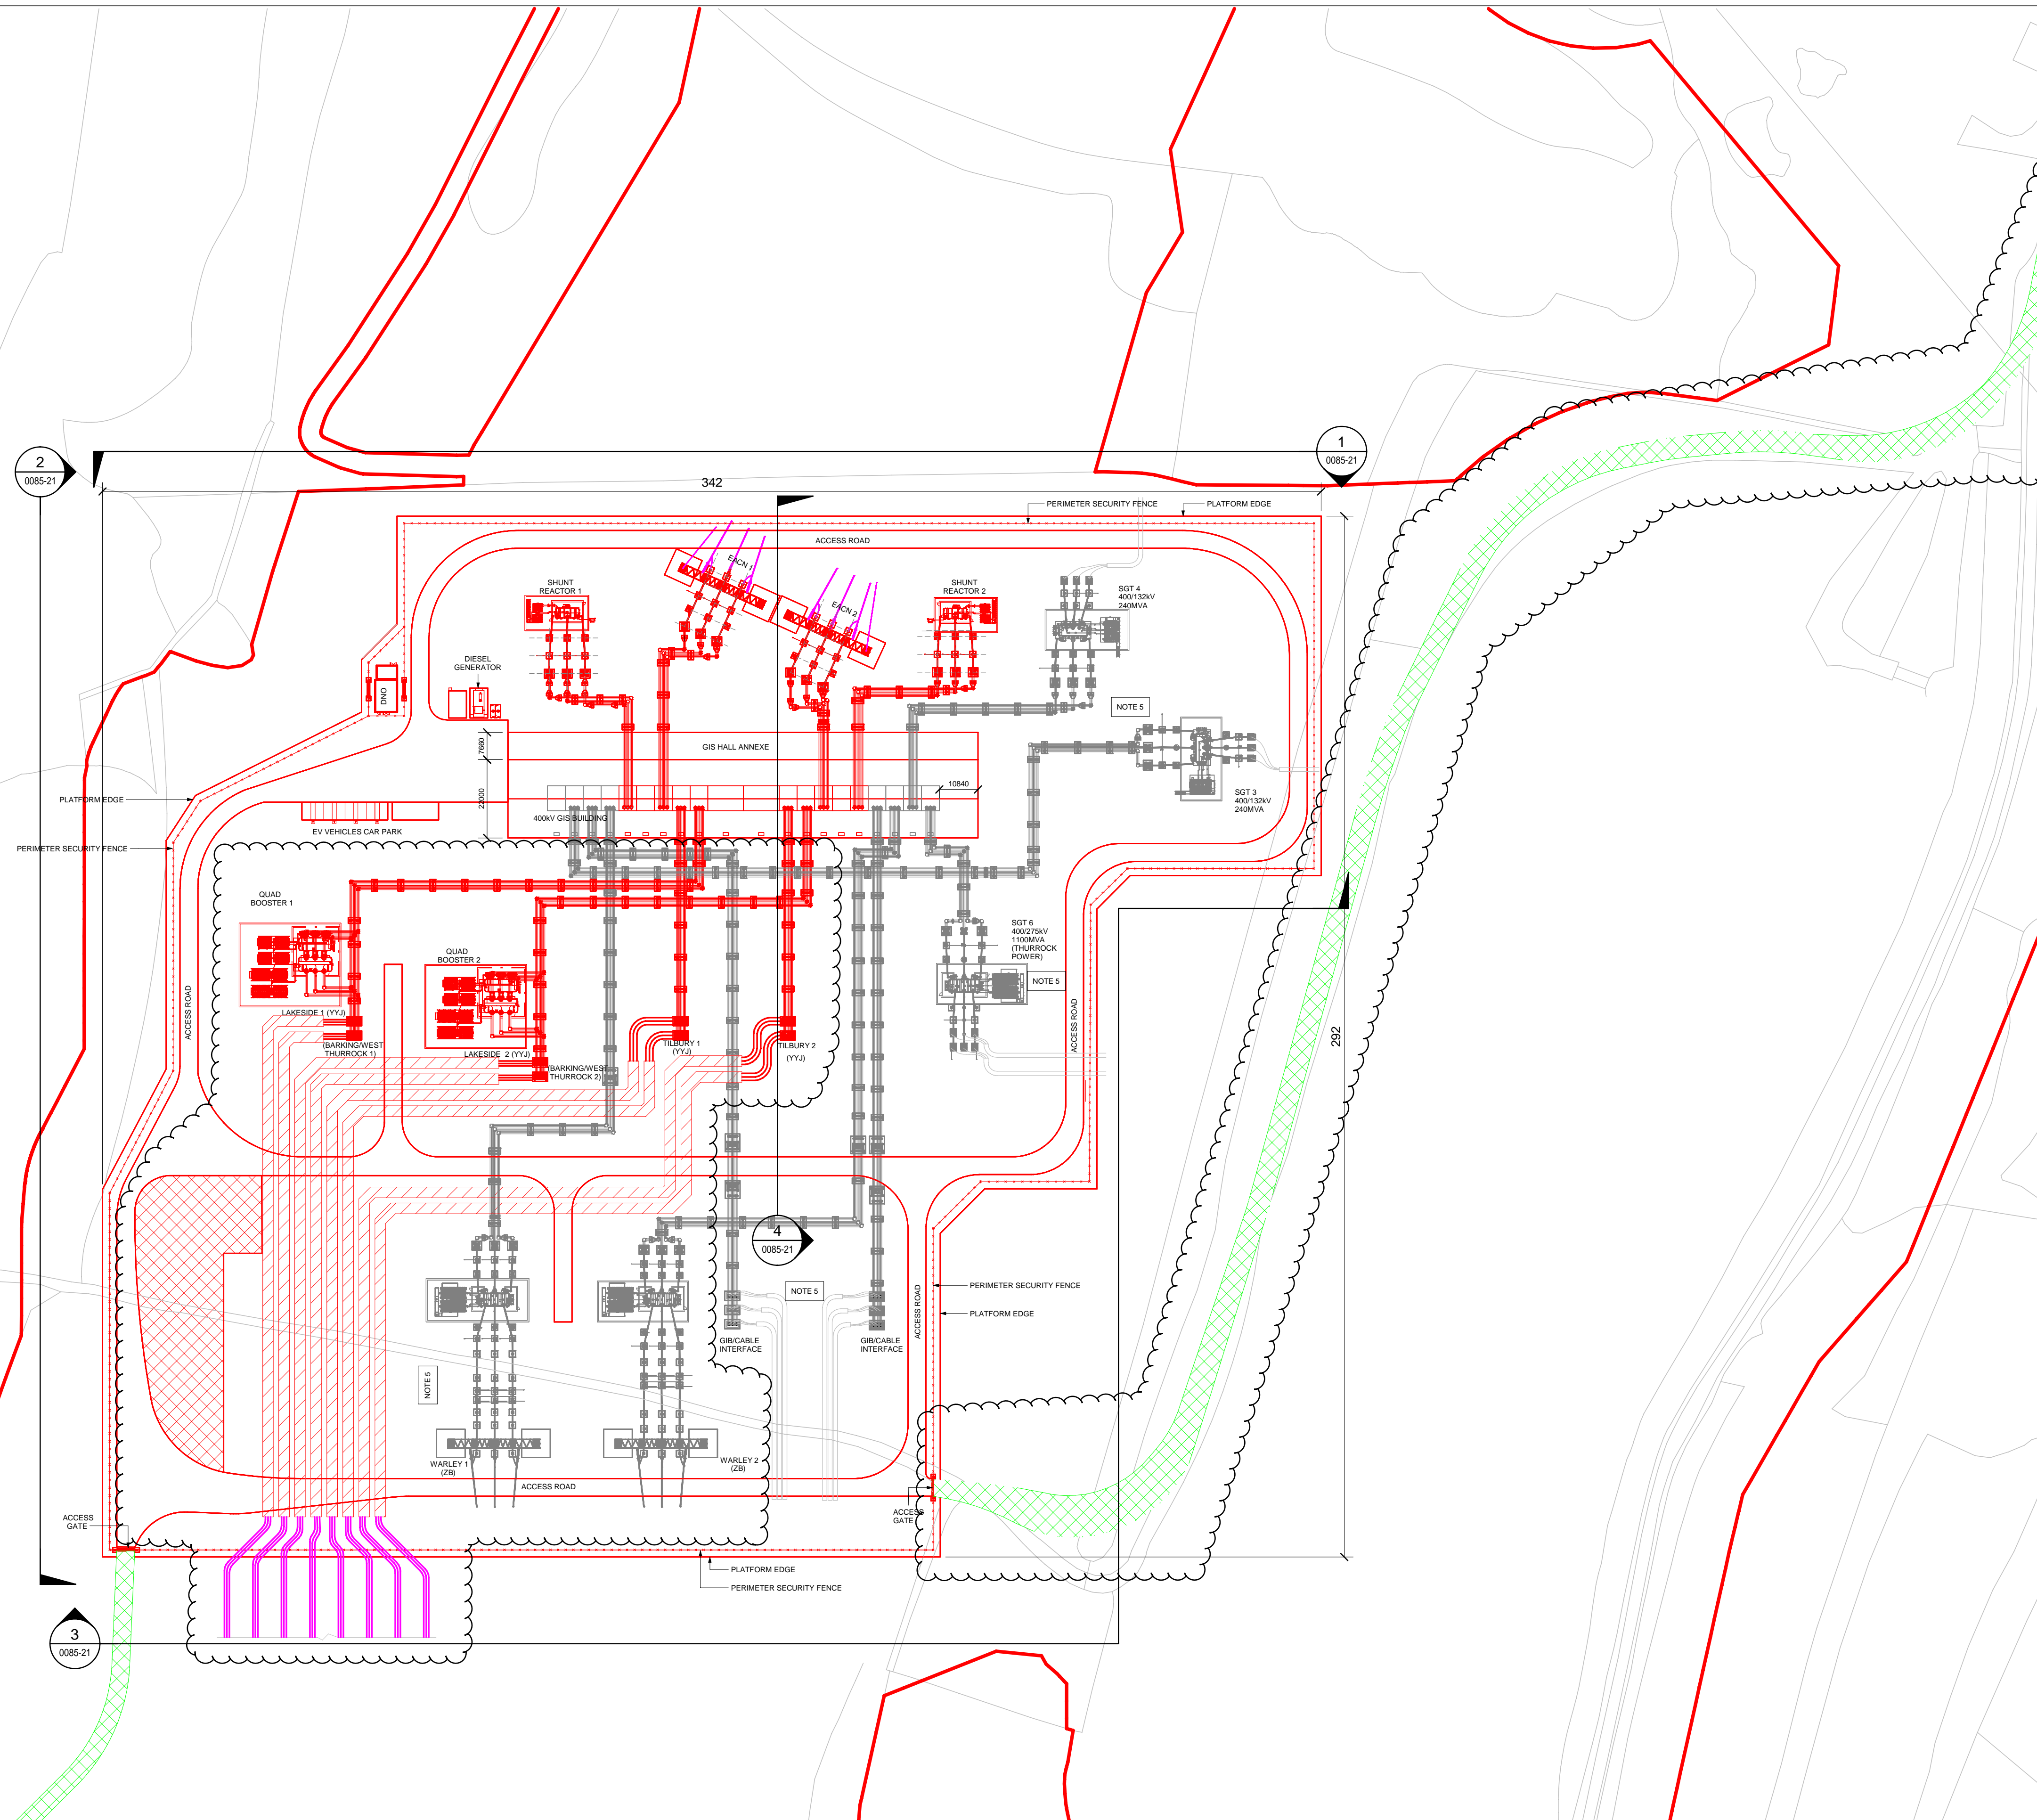 1
0085-21
2
0085-21
342
PERIMETER SECURITY FENCE
PLATFORM EDGE
ACCESS ROAD
EACN 1
SHUNT
REACTOR 1
SHUNT
REACTOR 2
SGT 4
400/132kV
240MVA
EACN 2
DIESEL
GENERATOR
DNO
NOTE 5
7660
GIS HALL ANNEXE
22000
10840
SGT 3
400/132kV
240MVA
PLATFORM EDGE
400kV GIS BUILDING
EV VEHICLES CAR PARK
PERIMETER SECURITY FENCE
QUAD
BOOSTER 1
QUAD
BOOSTER 2
SGT 6
400/275kV
1100MVA
(THURROCK
POWER)
NOTE 5
ACCESS ROAD
LAKESIDE 1 (YYJ)
(BARKING/WEST
THURROCK 1)
LAKESIDE 2 (YYJ)
(BARKING/WEST
THURROCK 2)
TILBURY 1
(YYJ)
TILBURY 2
(YYJ)
ACCESS ROAD
292
4
0085-21
NOTE 5
PERIMETER SECURITY FENCE
PLATFORM EDGE
ACCESS ROAD
GIB/CABLE
INTERFACE
GIB/CABLE
INTERFACE
NOTE 5
WARLEY 1
(ZB)
WARLEY 2
(ZB)
ACCESS ROAD
ACCESS
GATE
ACCESS
GATE
PLATFORM EDGE
PERIMETER SECURITY FENCE
3
0085-21